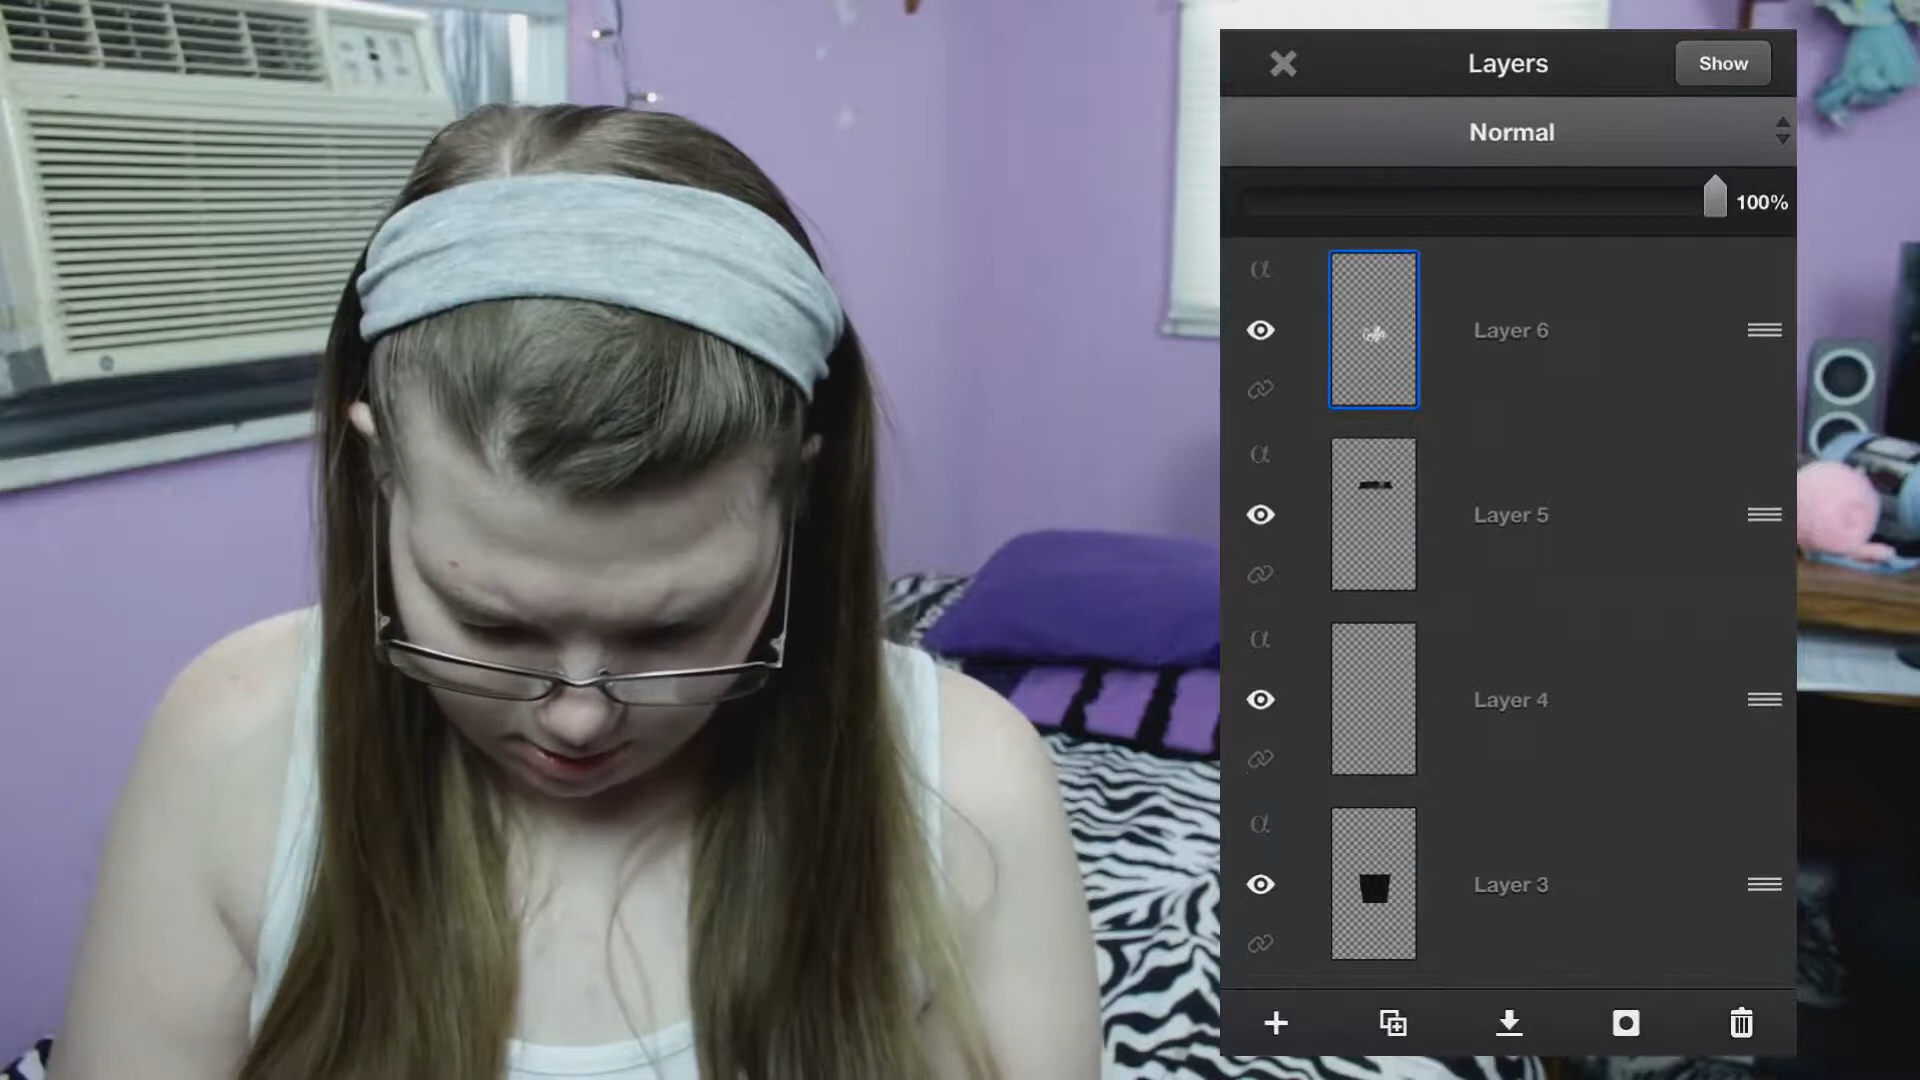 Layers
Show
Normal
100%
α
Layer 6
α
Layer 5
α
Layer 4
α
Layer 3